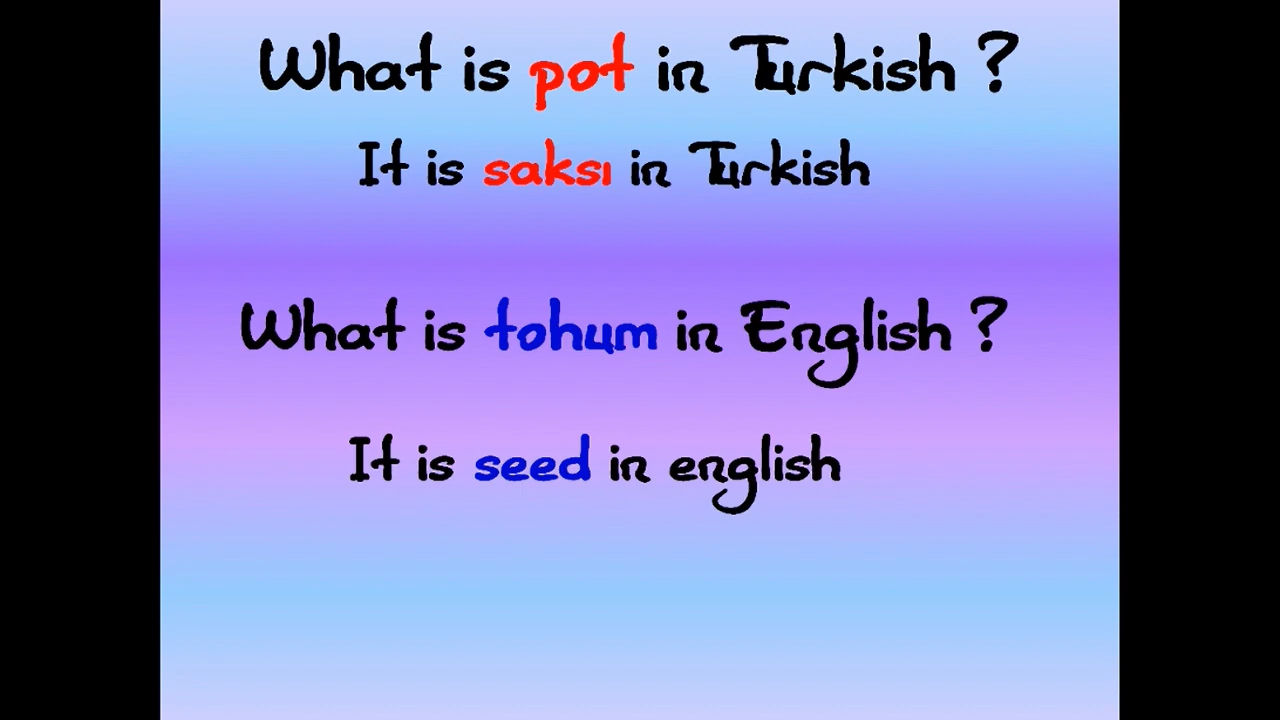 What is pot in Turkish ?
It is saksı in Turkish
What is tohum in English ?
It is seed in english